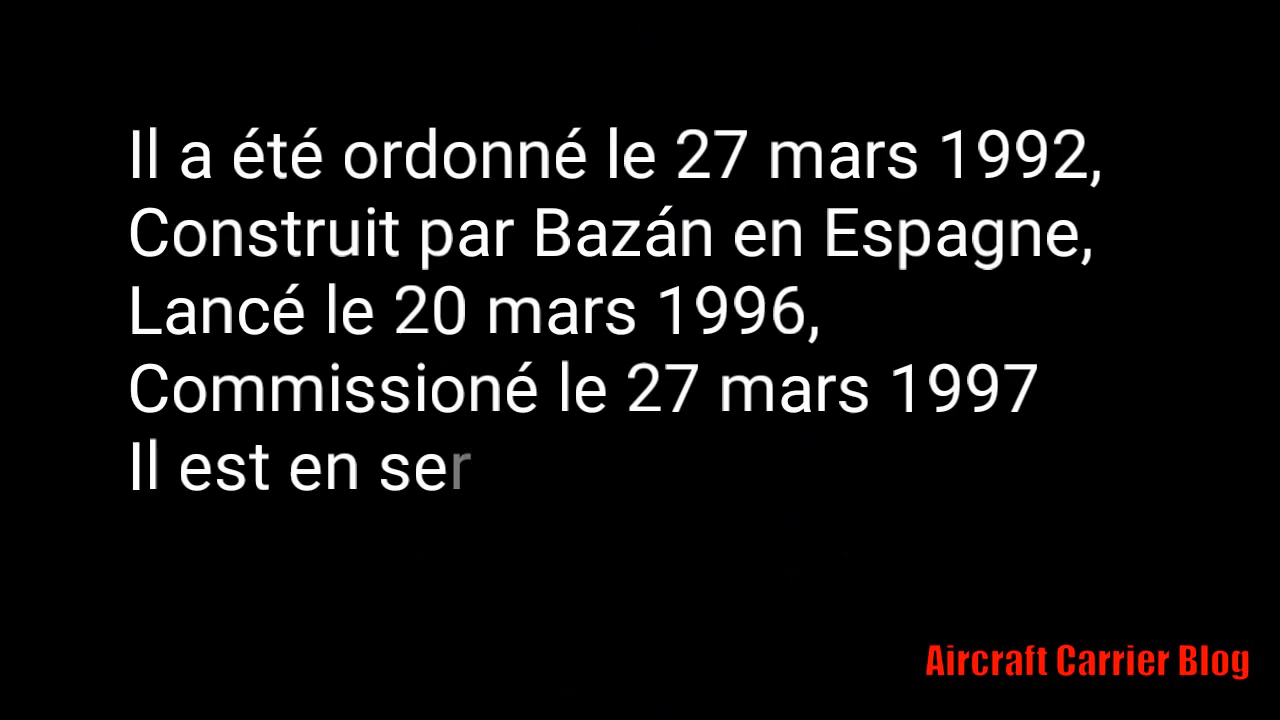 Il a été ordonné le 27 mars 1992,
Construit par Bazán en Espagne,
Lancé le 20 mars 1996,
Commissioné le 27 mars 1997
Il est en ser
Aircraft Carrier Blog